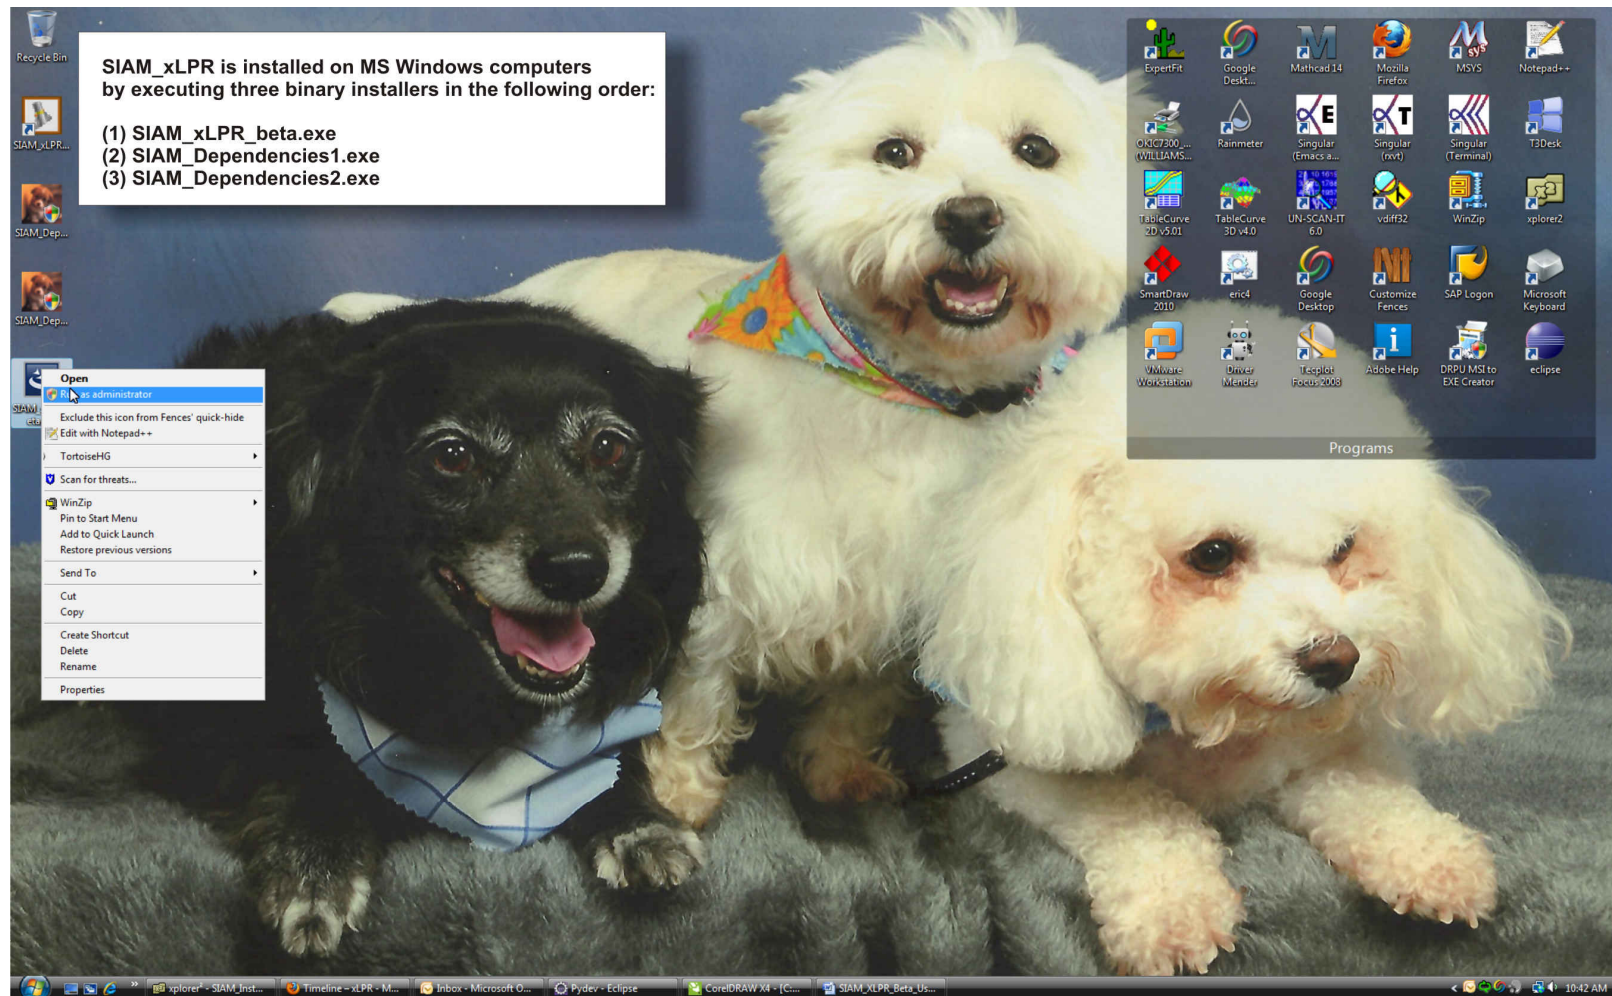 Recycle Bin
SIAM_xLPR...
SIAM_Dep...
SIAM_Dep...
SIAM_xLPR is installed on MS Windows computers
by executing three binary installers in the following order:
(1) SIAM_xLPR_beta.exe
(2) SIAM_Dependencies1.exe
(3) SIAM_Dependencies2.exe
Open
as administrator
Exclude this icon from Fences' quick-hide
Edit with Notepad++
TortoiseHG
Scan for threats...
WinZip
Pin to Start Menu
Add to Quick Launch
Restore previous versions
Send To
Cut
Copy
Create Shortcut
Delete
Rename
Properties
ExpertFit
Google Deskt...
Mathcad 14
Mozilla Firefox
MSYS
Notepad++
OKIC7300_... (WILLIAMS...
Rainmeter
Singular (Emacs a...
Singular (rxvt)
Singular (Terminal)
T3Desk
TableCurve 2D v5.01
TableCurve 3D v4.0
UN-SCAN-IT 6.0
vdiff32
WinZip
xplorer2
SmartDraw 2010
eric4
Google Desktop
Customize Fences
SAP Logon
Microsoft Keyboard
VMware Workstation
Driver Mender
Tecplot Focus 2008
Adobe Help
DRPU MSI to EXE Creator
eclipse
Programs
xplorer² - SIAM_Inst...
Timeline – xLPR - M...
Inbox - Microsoft O...
Pydev - Eclipse
CorelDRAW X4 - [C:...
SIAM_XLPR_Beta_Us...
10:42 AM